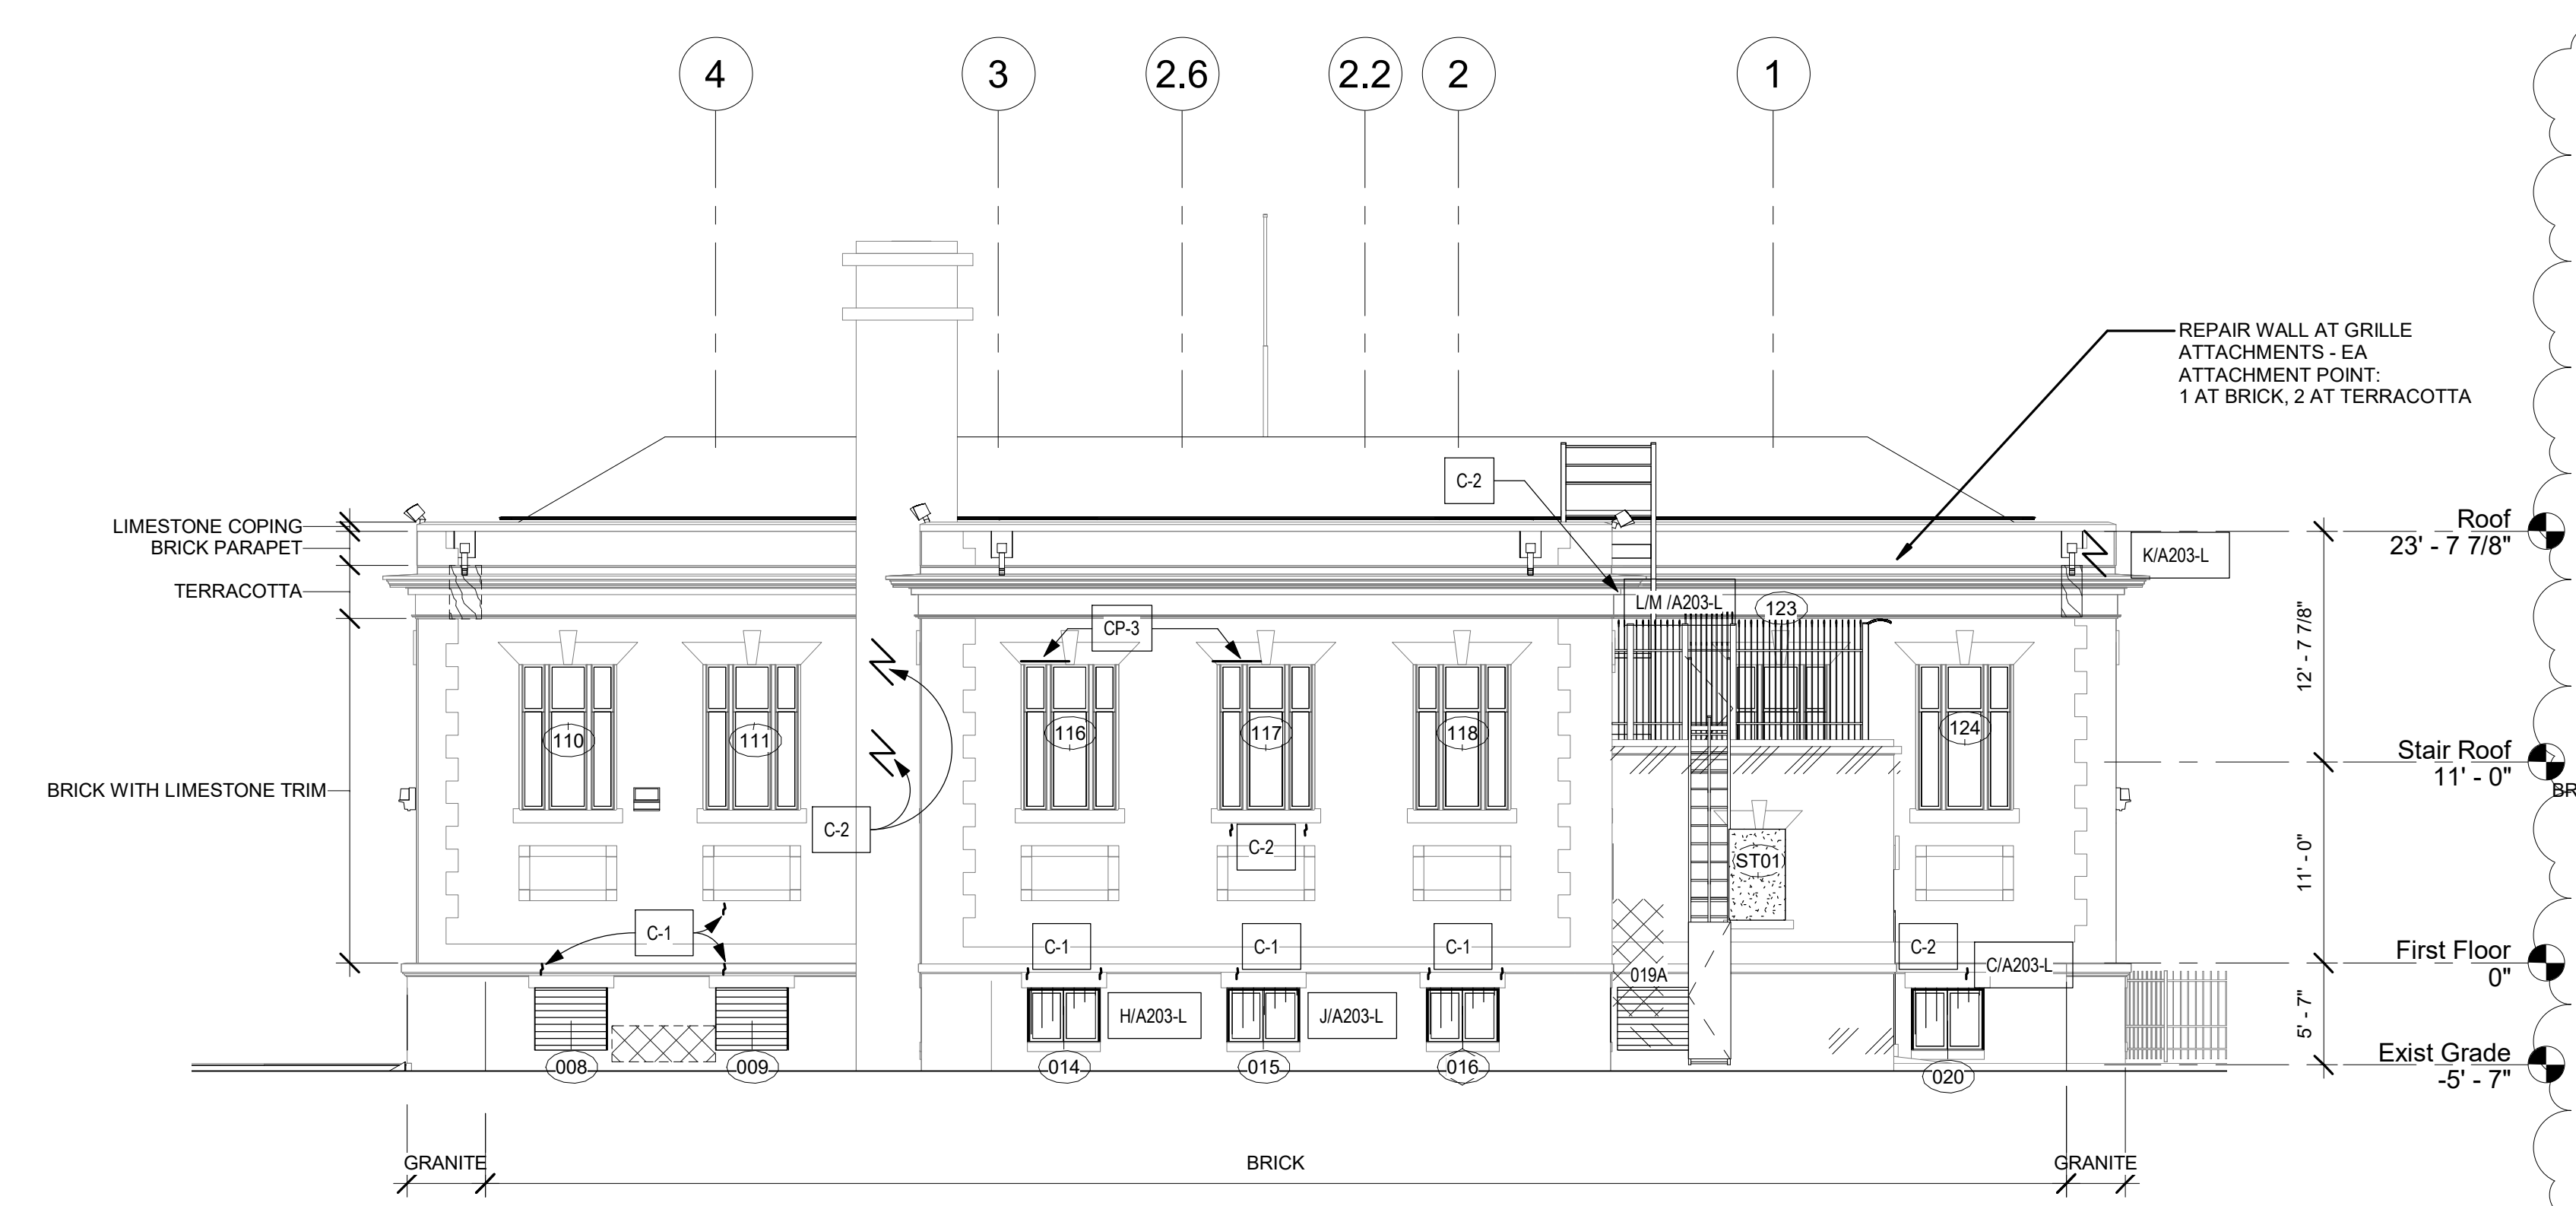 4
3
2.6
2.2
2
1
REPAIR WALL AT GRILLE
ATTACHMENTS - EA
ATTACHMENT POINT:
1 AT BRICK, 2 AT TERRACOTTA
C-2
LIMESTONE COPING
BRICK PARAPET
TERRACOTTA
BRICK WITH LIMESTONE TRIM
Roof
23' - 7 7/8"
K/A203-L
L/M /A203-L
123
CP-3
12' - 7 7/8"
110
111
116
117
118
124
Stair Roof
11' - 0"
BR
C-2
C-2
ST01
11' - 0"
C-1
C-1
C-1
C-1
C-2
C/A203-L
019A
First Floor
0"
H/A203-L
J/A203-L
5' - 7"
Exist Grade
-5' - 7"
008
009
014
015
016
020
GRANITE
BRICK
GRANITE